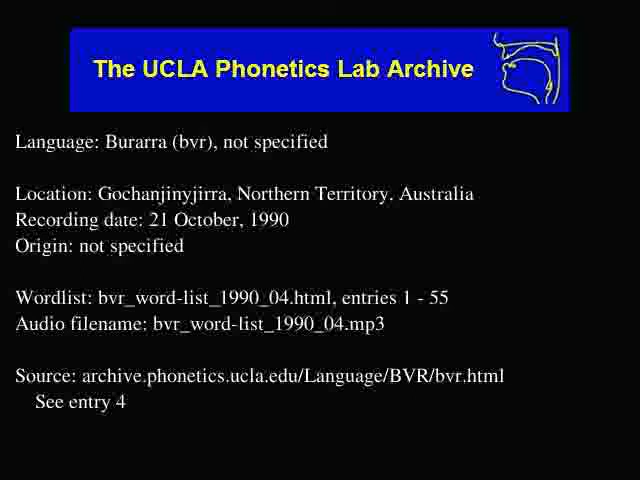 The UCLA Phonetics Lab Archive
Language: Burarra (bvr), not specified
Location: Gochanjinyjirra, Northern Territory. Australia
Recording date: 21 October, 1990
Origin: not specified
Wordlist: bvr_word-list_1990_04.html, entries 1 - 55
Audio filename: bvr_word-list_1990_04.mp3
Source: archive.phonetics.ucla.edu/Language/BVR/bvr.html
See entry 4